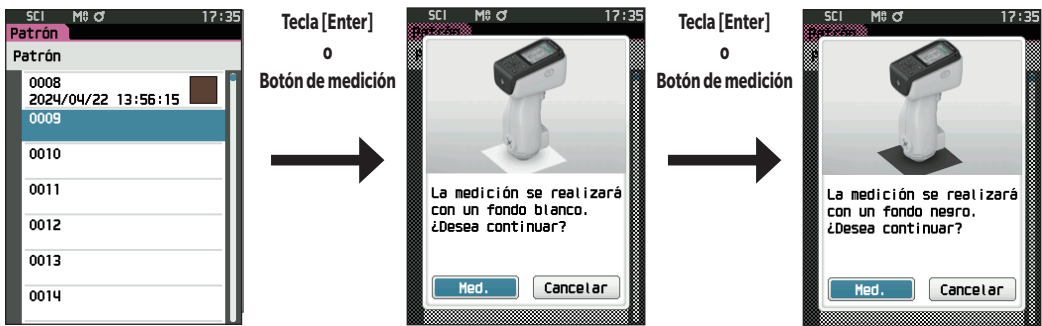 SCI M 17:35
Patrón
Patrón
0008
2024/04/22 13:56:15
0009
0010
0011
0012
0013
0014
Tecla [Enter]
o
Botón de medición
SCI M 17:35
Patrón
La medición se realizará
con un fondo blanco.
¿Desea continuar?
Med. Cancelar
Tecla [Enter]
o
Botón de medición
SCI M 17:35
Patrón
La medición se realizará
con un fondo negro.
¿Desea continuar?
Med. Cancelar